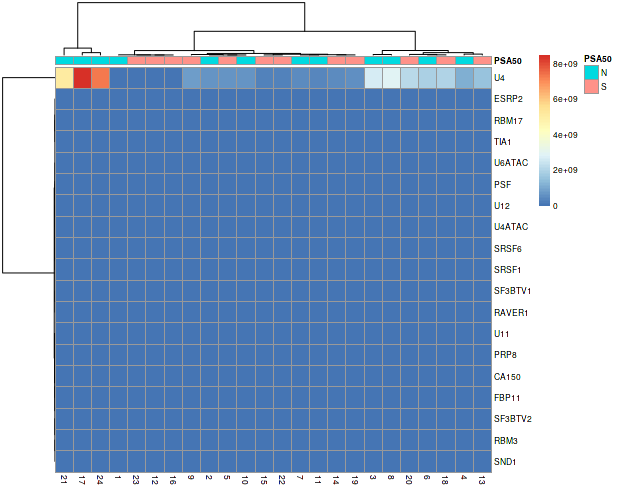 PSA50
U4
ESRP2
RBM17
TIA1
U6ATAC
PSF
U12
U4ATAC
SRSF6
SRSF1
SF3BTV1
RAVER1
U11
PRP8
CA150
FBP11
SF3BTV2
RBM3
SND1
21 17 24 1 23 12 16 9 2 5 10 15 22 7 11 14 19 3 8 20 6 18 4 13
8e+09
6e+09
4e+09
2e+09
0
PSA50
N
S